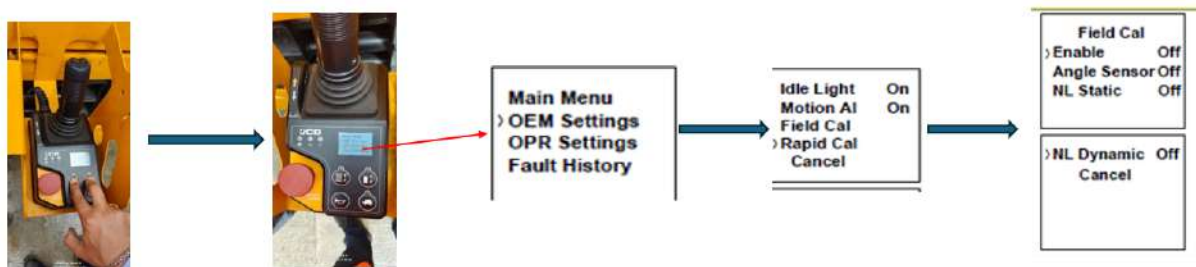 JCB
Main Menu
〉OEM Settings
OPR Settings
Fault History
Idle Light On
Motion Al On
Field Cal
〉Rapid Cal
Cancel
Field Cal
〉Enable Off
Angle Sensor Off
NL Static Off
〉NL Dynamic Off
Cancel